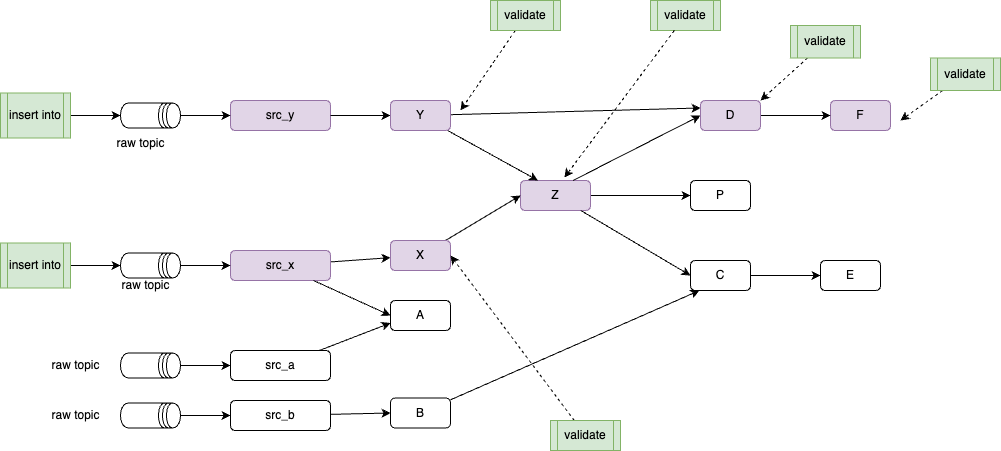 validate
validate
validate
validate
insert into
raw topic
src_y
Y
D
F
Z
P
insert into
raw topic
src_x
X
C
E
A
raw topic
src_a
raw topic
src_b
B
validate